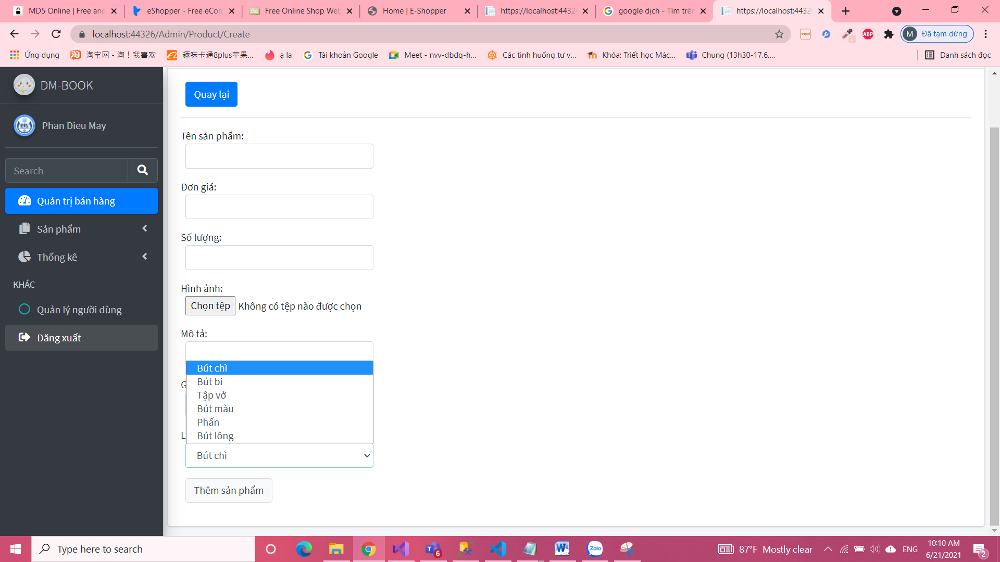 MD5 Online | Free and
eShopper - Free eCom
Free Online Shop Web
Home | E-Shopper
https://localhost:4432
google dịch - Tìm trên
https://localhost:4432
localhost:44326/Admin/Product/Create
ABP
M
Đã tạm dừng
Ứng dụng
淘宝网 - 淘！我喜欢
趣味卡通8plus苹果...
ạ la
Tài khoản Google
Meet - nvv-dbdq-h...
Các tình huống tư v...
Khóa: Triết học Mác...
Chung (13h30-17.6....
Danh sách đọc
DM-BOOK
Phan Dieu May
Search
Quản trị bán hàng
Sản phẩm
Thống kê
KHÁC
Quản lý người dùng
Đăng xuất
Quay lại
Tên sản phẩm:
Đơn giá:
Số lượng:
Hình ảnh:
Chọn tệp Không có tệp nào được chọn
Mô tả:
Bút chì
Bút bi
G
Tập vở
Bút màu
Phấn
L
Bút lông
Bút chì
Thêm sản phẩm
Type here to search
6
Zalo
87°F Mostly clear
ENG
10:10 AM
6/21/2021
2